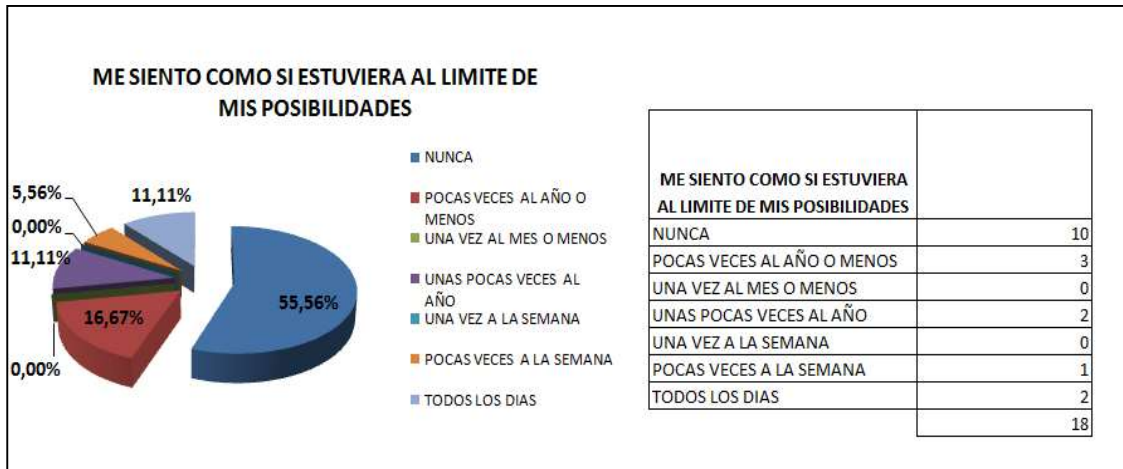 ME SIENTO COMO SI ESTUVIERA AL LIMITE DE
MIS POSIBILIDADES
5,56%
11,11%
0,00%
11,11%
16,67%
55,56%
0,00%
NUNCA
POCAS VECES AL AÑO O
MENOS
UNA VEZ AL MES O MENOS
UNAS POCAS VECES AL
AÑO
UNA VEZ A LA SEMANA
POCAS VECES A LA SEMANA
TODOS LOS DIAS
ME SIENTO COMO SI ESTUVIERA
AL LIMITE DE MIS POSIBILIDADES
NUNCA 10
POCAS VECES AL AÑO O MENOS 3
UNA VEZ AL MES O MENOS 0
UNAS POCAS VECES AL AÑO 2
UNA VEZ A LA SEMANA 0
POCAS VECES A LA SEMANA 1
TODOS LOS DIAS 2
18